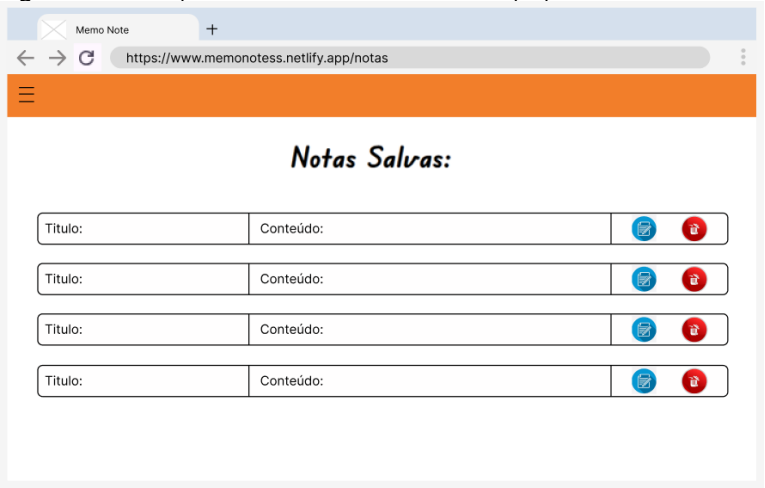 Memo Note
https://www.memonotess.netlify.app/notas
Notas Salvas:
Titulo: Conteúdo:
Titulo: Conteúdo:
Titulo: Conteúdo:
Titulo: Conteúdo: